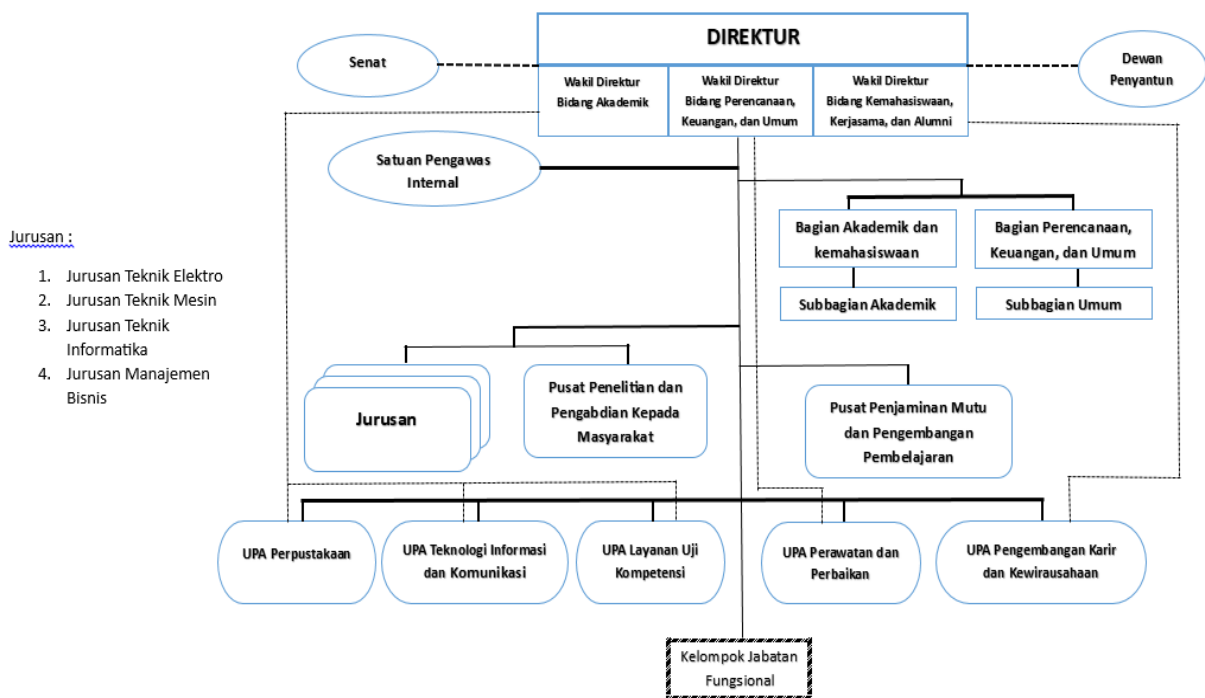 DIREKTUR
Senat
Dewan
Penyantun
Wakil Direktur
Bidang Akademik
Wakil Direktur
Bidang Perencanaan,
Keuangan, dan Umum
Wakil Direktur
Bidang Kemahasiswaan,
Kerjasama, dan Alumni
Satuan Pengawas
Internal
Bagian Akademik dan
kemahasiswaan
Bagian Perencanaan,
Keuangan, dan Umum
Subbagian Akademik
Subbagian Umum
Jurusan :
1. Jurusan Teknik Elektro
2. Jurusan Teknik Mesin
3. Jurusan Teknik
Informatika
4. Jurusan Manajemen
Bisnis
Jurusan
Pusat Penelitian dan
Pengabdian Kepada
Masyarakat
Pusat Penjaminan Mutu
dan Pengembangan
Pembelajaran
UPA Perpustakaan
UPA Teknologi Informasi
dan Komunikasi
UPA Layanan Uji
Kompetensi
UPA Perawatan dan
Perbaikan
UPA Pengembangan Karir
dan Kewirausahaan
Kelompok Jabatan
Fungsional